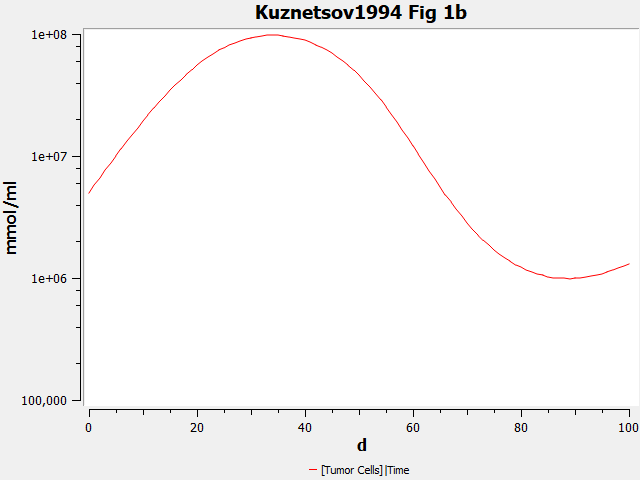 Kuznetsov1994 Fig 1b
1e+08
1e+07
1e+06
100,000
mmol/ml
0 20 40 60 80 100
d
[Tumor Cells]|Time